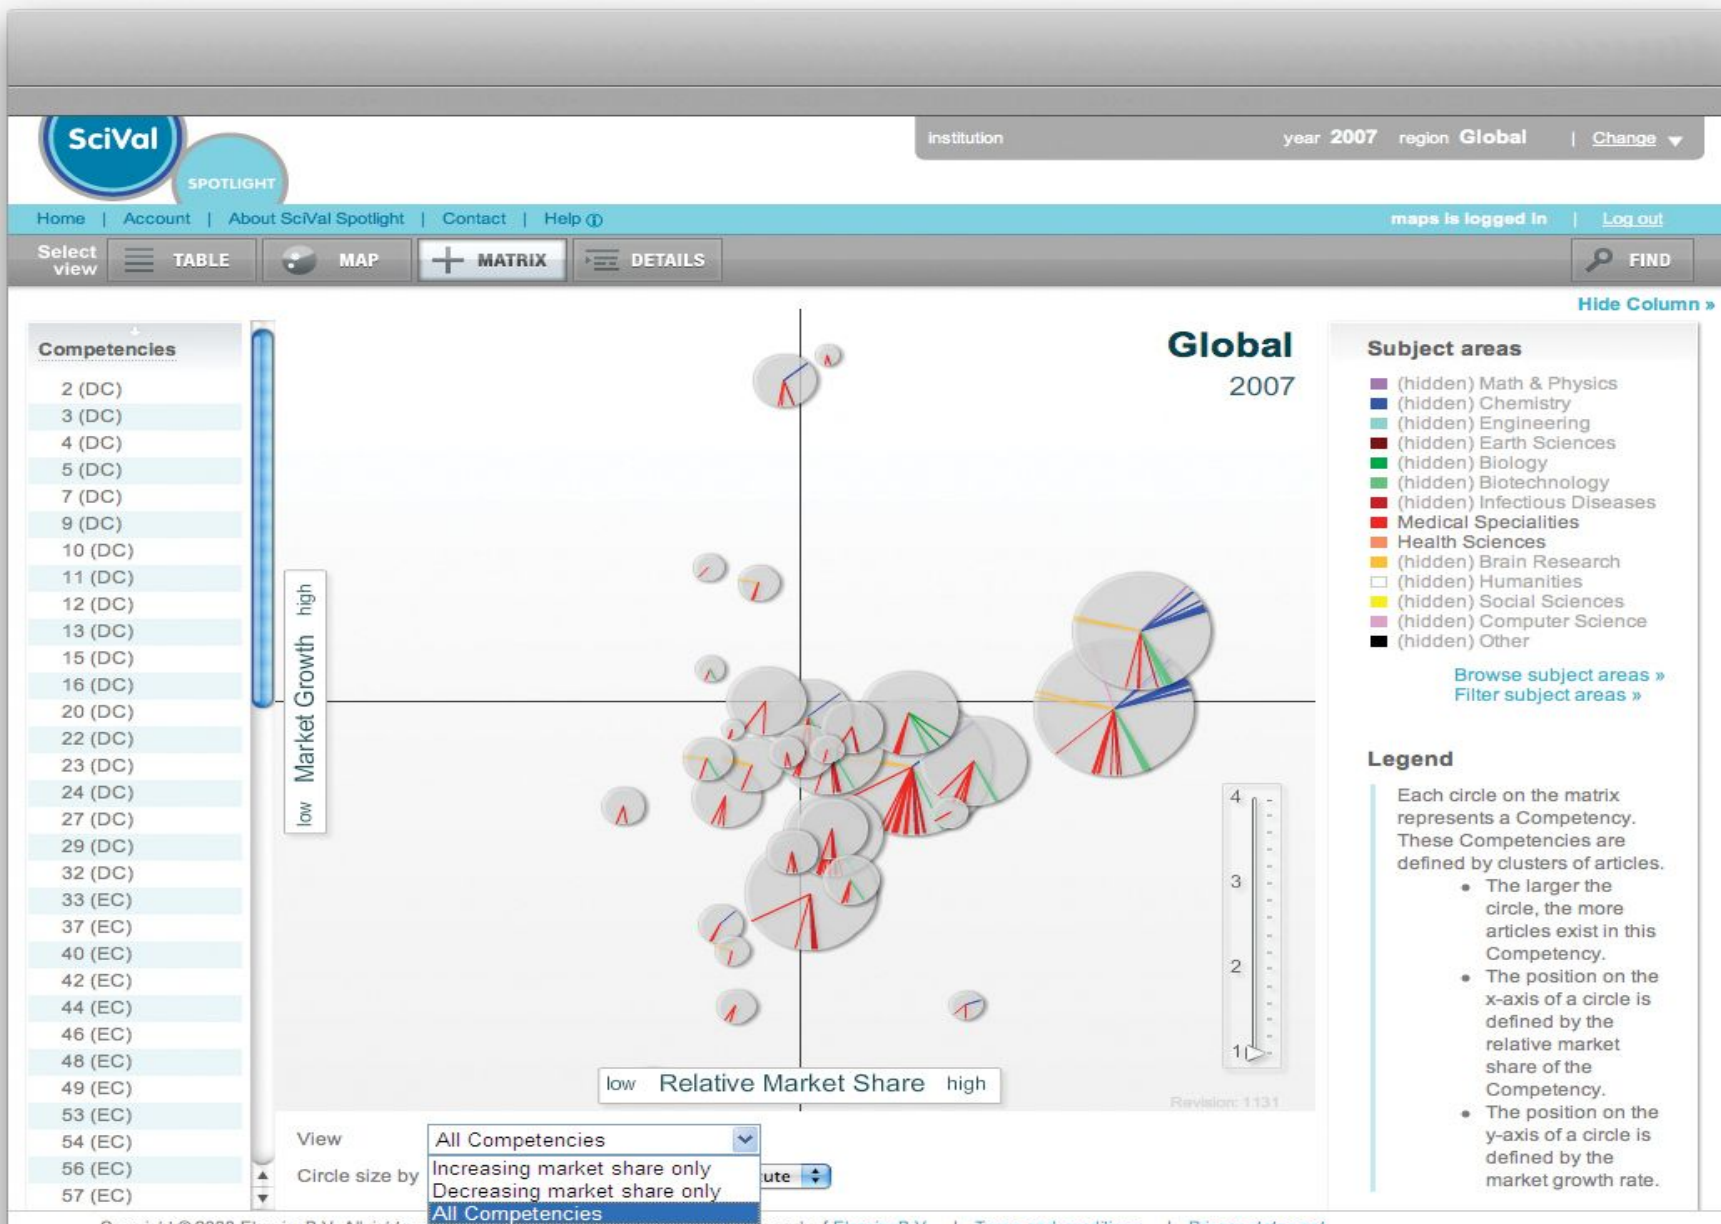 SciVal
SPOTLIGHT
institution
year 2007 region Global | Change
Home | Account | About SciVal Spotlight | Contact | Help
maps is logged in | Log out
Select view
TABLE
MAP
MATRIX
DETAILS
FIND
Hide Column »
Competencies
2 (DC)
3 (DC)
4 (DC)
5 (DC)
7 (DC)
9 (DC)
10 (DC)
11 (DC)
12 (DC)
13 (DC)
15 (DC)
16 (DC)
20 (DC)
22 (DC)
23 (DC)
24 (DC)
27 (DC)
29 (DC)
32 (DC)
33 (EC)
37 (EC)
40 (EC)
42 (EC)
44 (EC)
46 (EC)
48 (EC)
49 (EC)
53 (EC)
54 (EC)
56 (EC)
57 (EC)
Global
2007
low Market Growth high
low Relative Market Share high
4
3
2
1
Revision: 1131
View
All Competencies
Increasing market share only
Decreasing market share only
All Competencies
Circle size by
ute
Subject areas
(hidden) Math & Physics
(hidden) Chemistry
(hidden) Engineering
(hidden) Earth Sciences
(hidden) Biology
(hidden) Biotechnology
(hidden) Infectious Diseases
Medical Specialities
Health Sciences
(hidden) Brain Research
(hidden) Humanities
(hidden) Social Sciences
(hidden) Computer Science
(hidden) Other
Browse subject areas »
Filter subject areas »
Legend
Each circle on the matrix
represents a Competency.
These Competencies are
defined by clusters of articles.
• The larger the
circle, the more
articles exist in this
Competency.
• The position on the
x-axis of a circle is
defined by the
relative market
share of the
Competency.
• The position on the
y-axis of a circle is
defined by the
market growth rate.